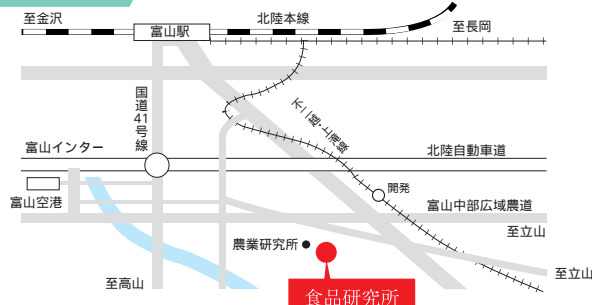 至金沢
北陸本線
至長岡
富山駅
国道41号線
不二越・上滝線
富山インター
北陸自動車道
開発
富山空港
富山中部広域農道
至立山
農業研究所
至立山
至高山
食品研究所